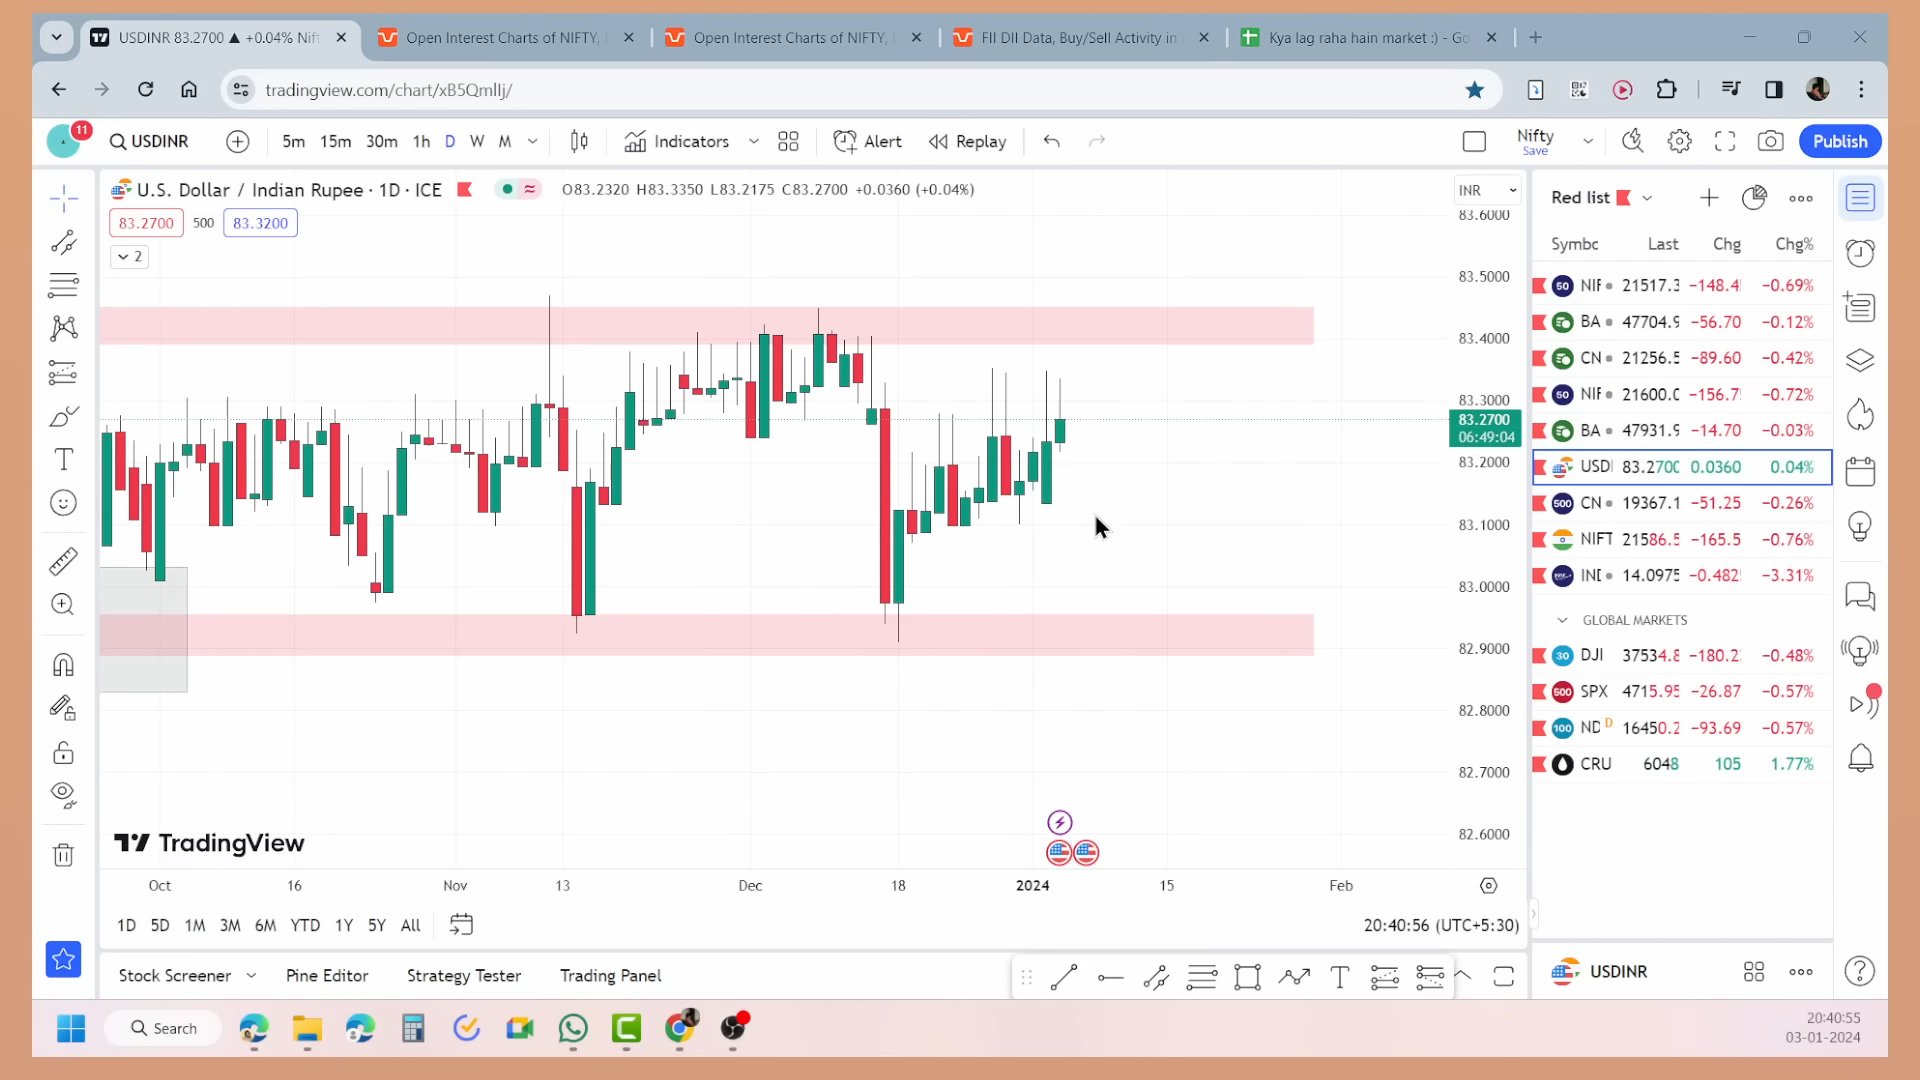 USDINR 83.2700 ▲ +0.04% Nift
Open Interest Charts of NIFTY,
Open Interest Charts of NIFTY,
FII DII Data, Buy/Sell Activity in
Kya lag raha hain market :) - Go
tradingview.com/chart/xB5QmlIj/
11
USDINR
5m 15m 30m 1h D W M
Indicators
Alert
Replay
Nifty
Save
Publish
U.S. Dollar / Indian Rupee · 1D · ICE
O83.2320 H83.3350 L83.2175 C83.2700 +0.0360 (+0.04%)
83.2700 500 83.3200
2
INR
83.6000
83.5000
83.4000
83.3000
83.2700
06:49:04
83.2000
83.1000
83.0000
82.9000
82.8000
82.7000
82.6000
Red list
Symbc Last Chg Chg%
50 NIF 21517.3 −148.4 −0.69%
BA 47704.9 −56.70 −0.12%
CN 21256.5 −89.60 −0.42%
50 NIF 21600.0 −156.7 −0.72%
BA 47931.9 −14.70 −0.03%
USD 83.2700 0.0360 0.04%
500 CN 19367.1 −51.25 −0.26%
NIFT 21586.5 −165.5 −0.76%
IND 14.0975 −0.482 −3.31%
GLOBAL MARKETS
30 DJI 37534.8 −180.2 −0.48%
500 SPX 4715.95 −26.87 −0.57%
100 ND D 16450.2 −93.69 −0.57%
CRU 6048 105 1.77%
TradingView
Oct 16 Nov 13 Dec 18 2024 15 Feb
1D 5D 1M 3M 6M YTD 1Y 5Y All
20:40:56 (UTC+5:30)
Stock Screener Pine Editor Strategy Tester Trading Panel
USDINR
Search
20:40:55
03-01-2024